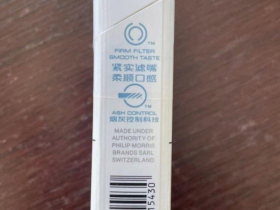 FIRM FILTER
SMOOTH TASTE
紧实滤嘴
柔顺口感
ASH CONTROL
烟灰控制科技
MADE UNDER
AUTHORITY OF
PHILIP MORRIS
BRANDS SARL
SWITZERLAND
15430